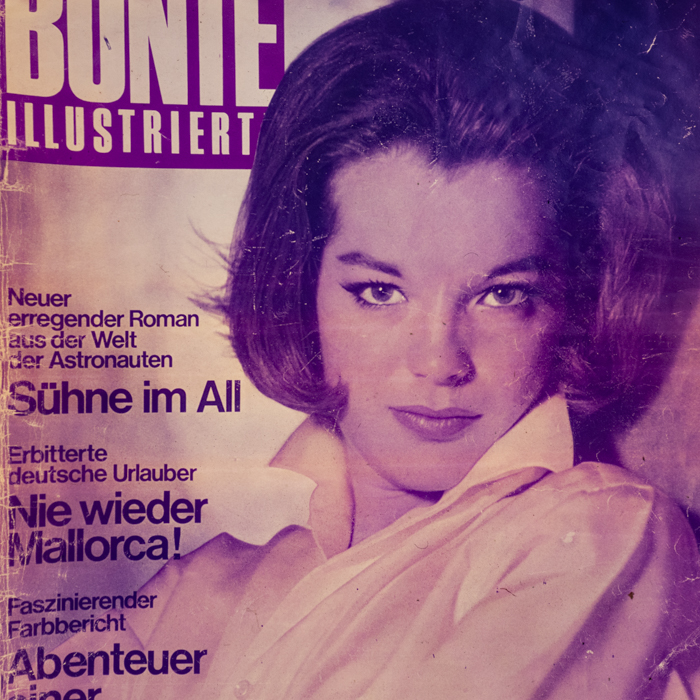 BUNTE
ILLUSTRIERT
Neuer
erregender Roman
aus der Welt
der Astronauten
Sühne im All
Erbitterte
deutsche Urlauber
Nie wieder
Mallorca!
Faszinierender
Farbbericht
Abenteuer
einer